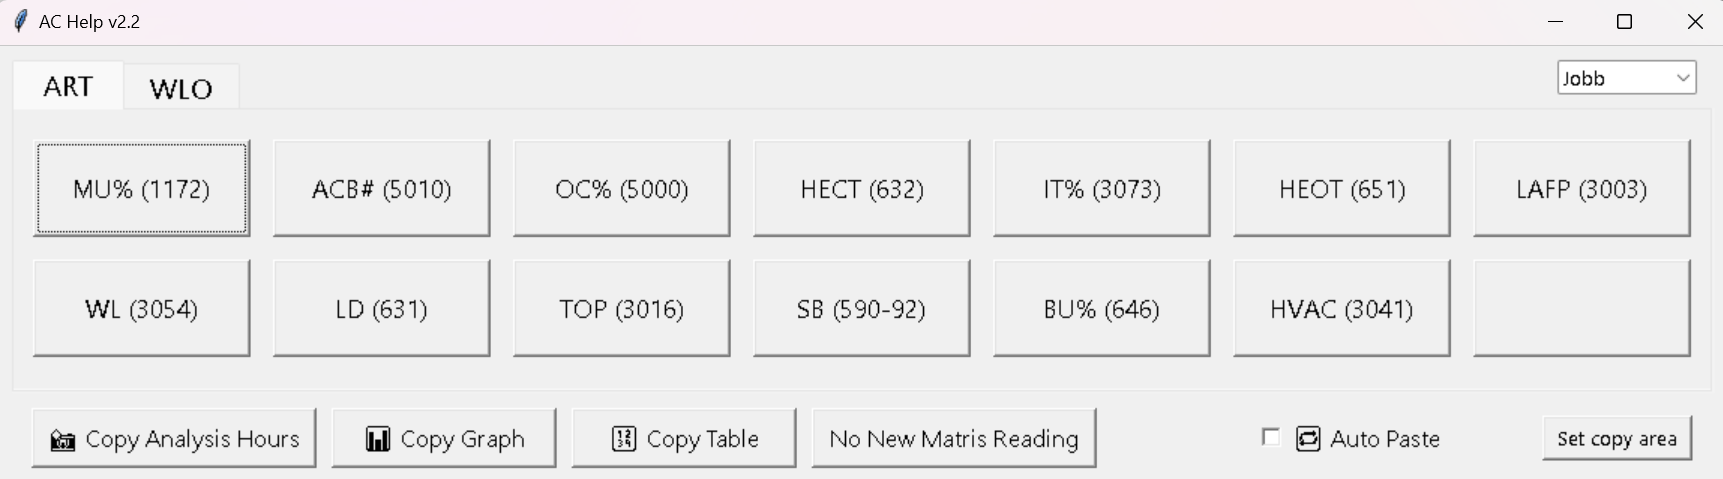 AC Help v2.2
ART WLO Jobb
MU% (1172) ACB# (5010) OC% (5000) HECT (632) IT% (3073) HEOT (651) LAFP (3003)
WL (3054) LD (631) TOP (3016) SB (590-92) BU% (646) HVAC (3041)
Copy Analysis Hours Copy Graph Copy Table No New Matris Reading Auto Paste Set copy area